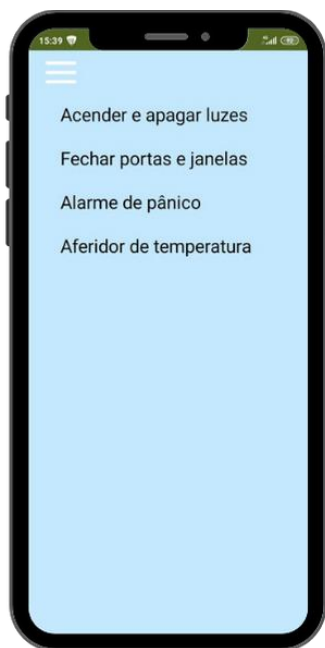 15:39
Acender e apagar luzes
Fechar portas e janelas
Alarme de pânico
Aferidor de temperatura